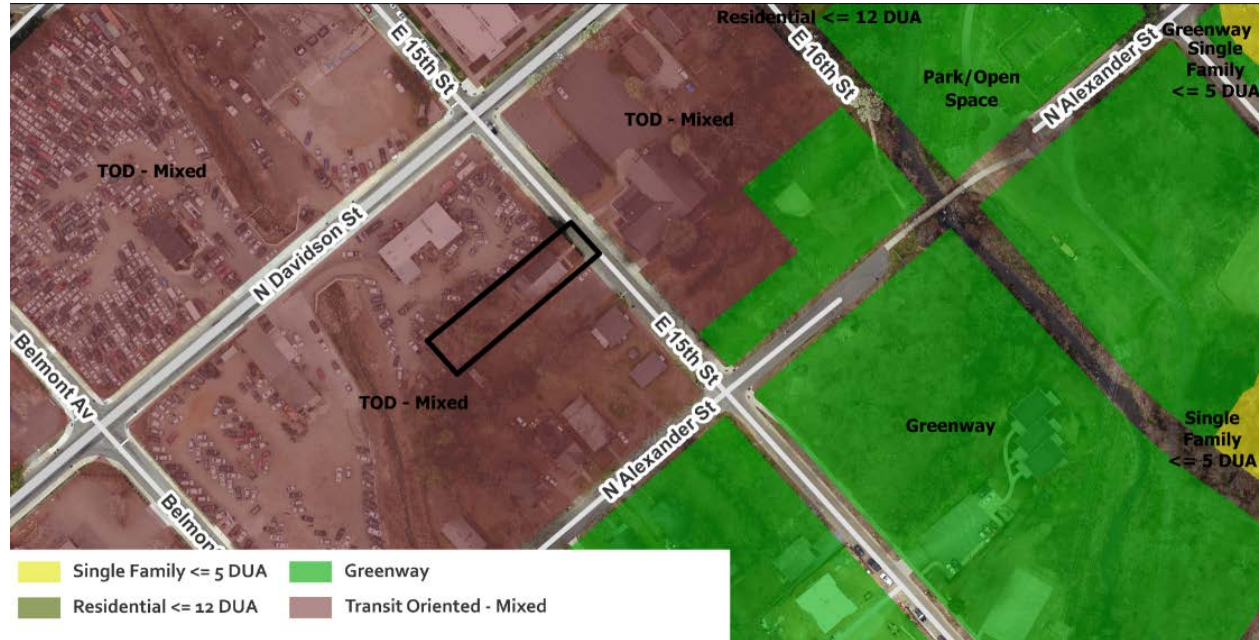 Residential <= 12 DUA
Greenway
Single
Family
<= 5 DUA
E 15th St
E 16th St
Park/Open
Space
N Alexander St
TOD - Mixed
TOD - Mixed
N Davidson St
E 15th St
Belmont Av
TOD - Mixed
N Alexander St
Greenway
Single
Family
<= 5 DUA
Belmon
Single Family <= 5 DUA
Greenway
Residential <= 12 DUA
Transit Oriented - Mixed